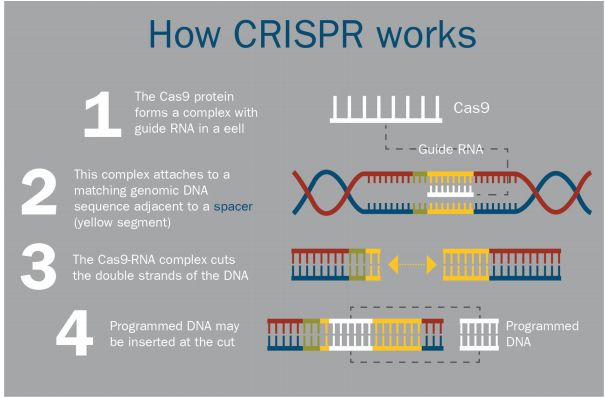 How CRISPR works
1
The Cas9 protein
forms a complex with
guide RNA in a eell
Cas9
Guide RNA
2
This complex attaches to a
matching genomic DNA
sequence adjacent to a spacer
(yellow segment)
3
The Cas9-RNA complex cuts
the double strands of the DNA
4
Programmed DNA may
be inserted at the cut
Programmed
DNA